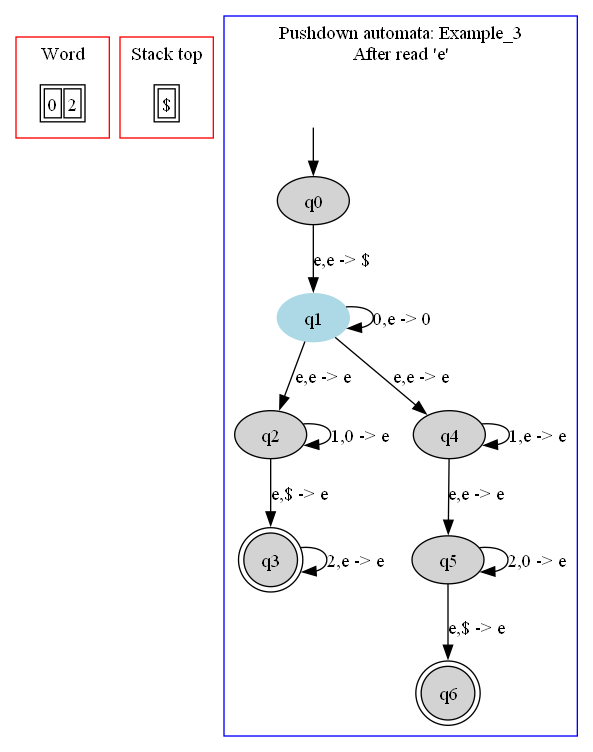 Word
0 2
Stack top
$
Pushdown automata: Example_3
After read 'e'
q0
e,e -> $
q1
0,e -> 0
e,e -> e
e,e -> e
q2
1,0 -> e
q4
1,e -> e
e,$ -> e
e,e -> e
q3
2,e -> e
q5
2,0 -> e
e,$ -> e
q6